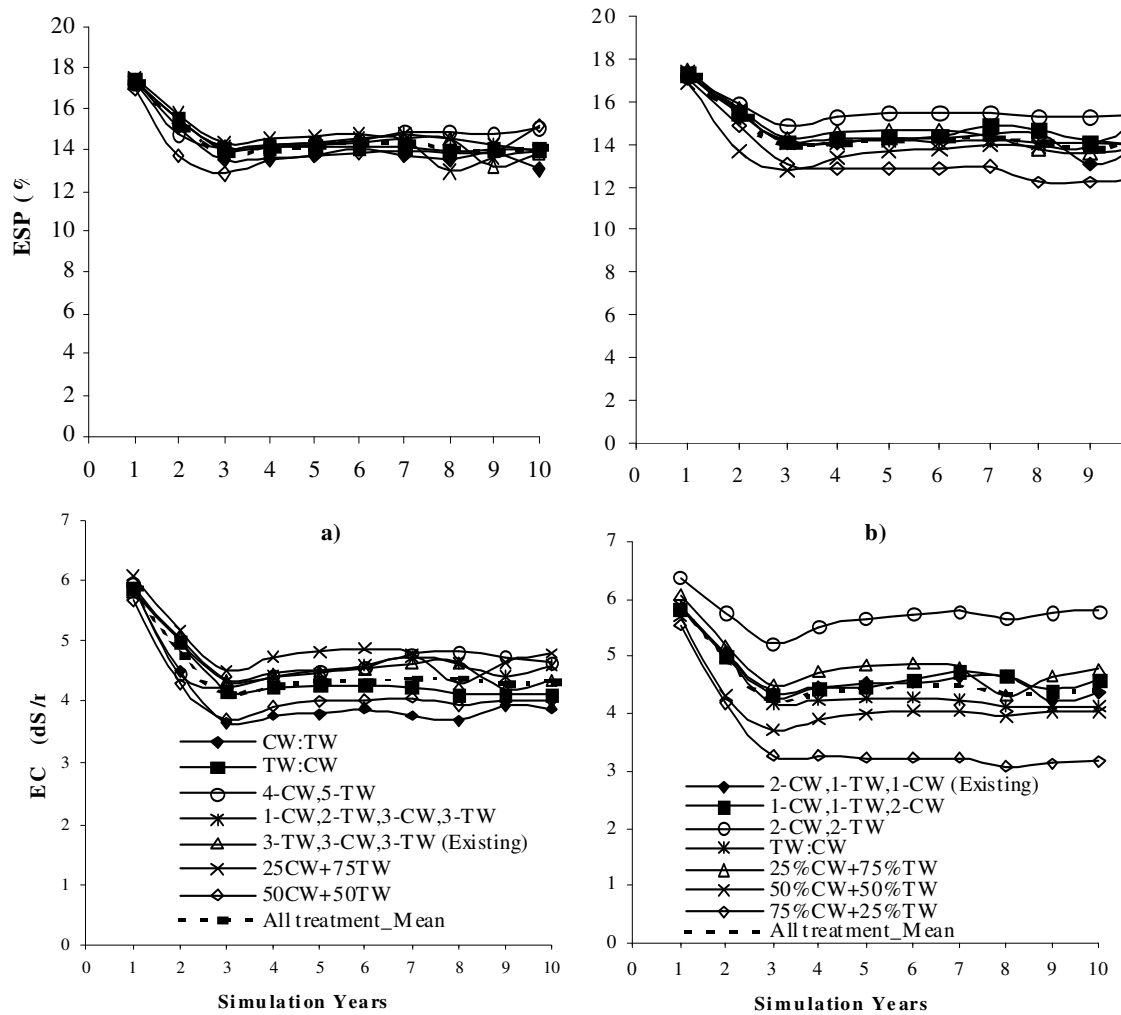 20
18
16
14
12
10
8
6
4
2
0
ESP (%
0 1 2 3 4 5 6 7 8 9 10
a)
20
18
16
14
12
10
8
6
4
2
0
0 1 2 3 4 5 6 7 8 9
b)
7
6
5
4
3
2
1
0
EC (dS/r
CW:TW
TW:CW
4-CW,5-TW
1-CW,2-TW,3-CW,3-TW
3-TW,3-CW,3-TW (Existing)
25CW+75TW
50CW+50TW
All treatment_Mean
0 1 2 3 4 5 6 7 8 9 10
Simulation Years
7
6
5
4
3
2
1
0
2-CW,1-TW,1-CW (Existing)
1-CW,1-TW,2-CW
2-CW,2-TW
TW:CW
25%CW+75%TW
50%CW+50%TW
75%CW+25%TW
All treatment_Mean
0 1 2 3 4 5 6 7 8 9 10
Simulation Years